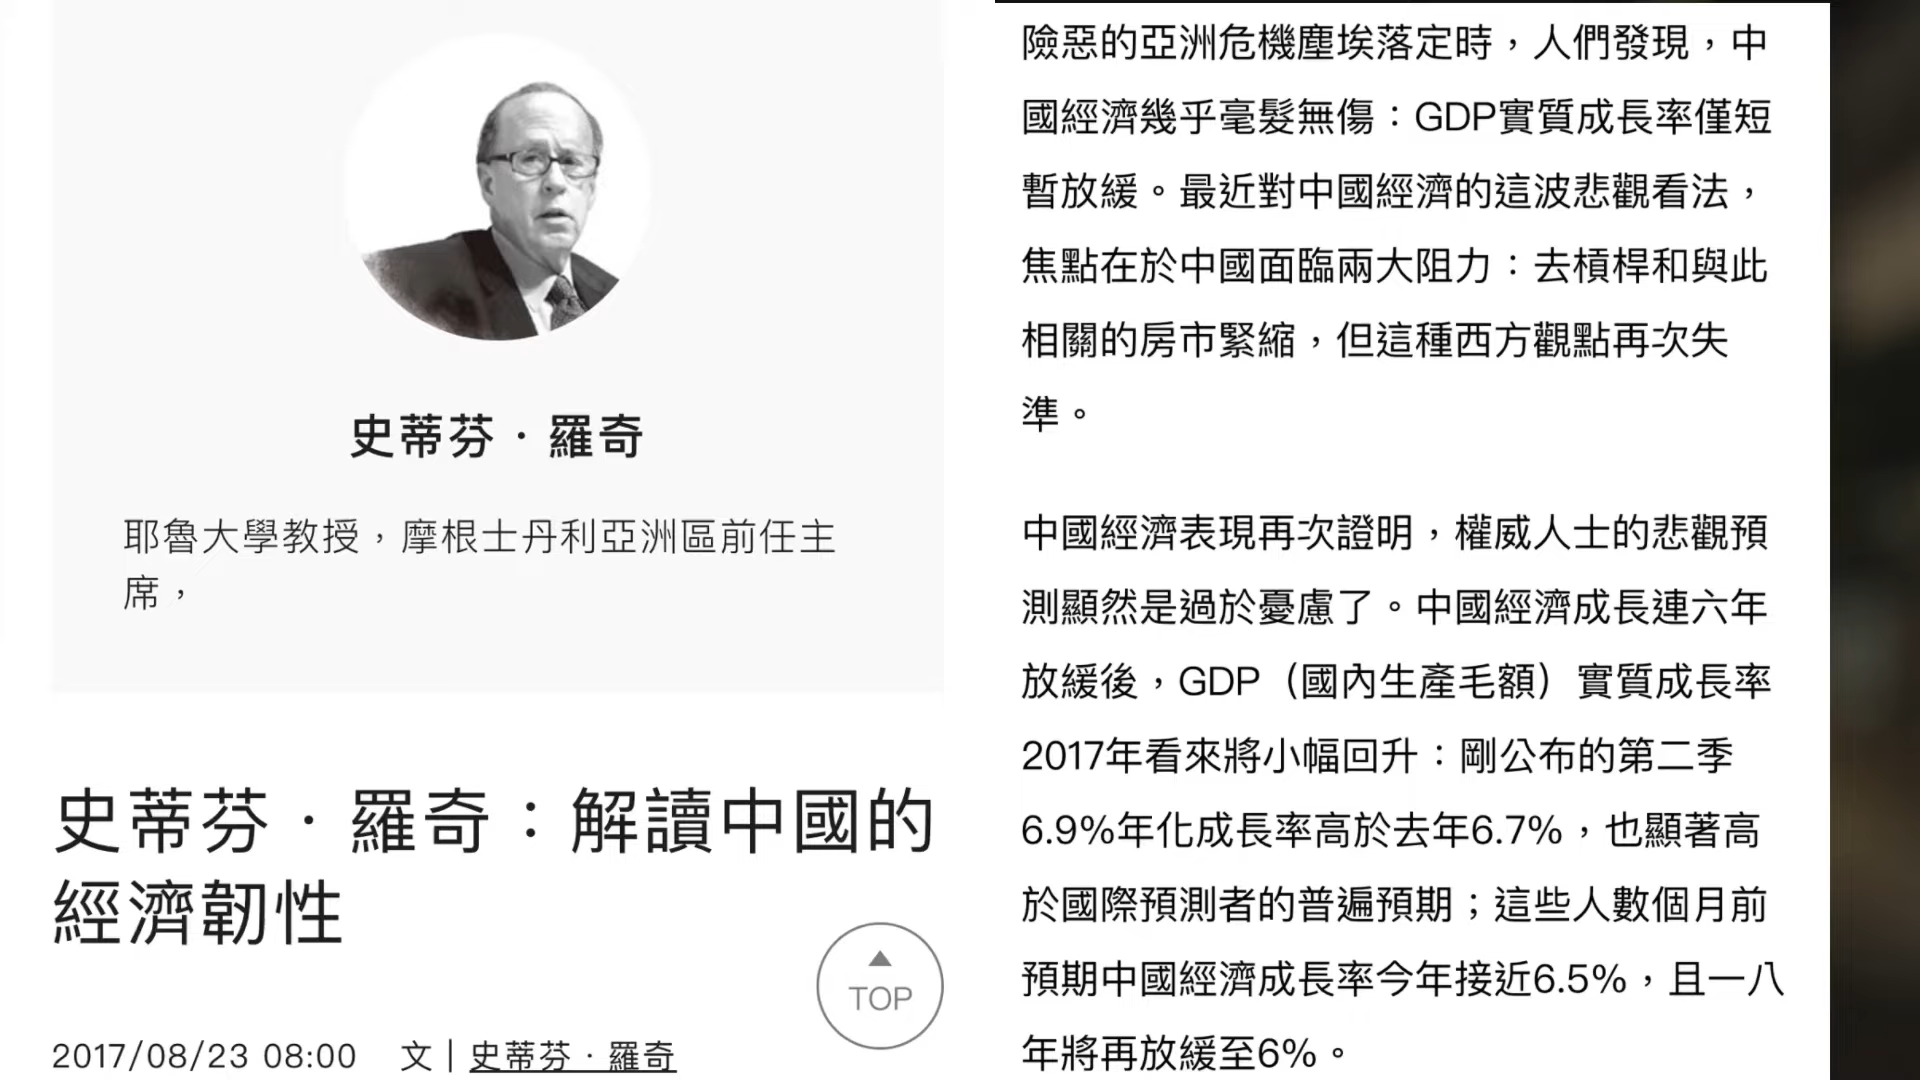 史蒂芬．羅奇
耶魯大學教授，摩根士丹利亞洲區前任主
席，
史蒂芬．羅奇：解讀中國的
經濟韌性
TOP
2017/08/23 08:00 文 | 史蒂芬．羅奇
險惡的亞洲危機塵埃落定時，人們發現，中
國經濟幾乎毫髮無傷：GDP實質成長率僅短
暫放緩。最近對中國經濟的這波悲觀看法，
焦點在於中國面臨兩大阻力：去槓桿和與此
相關的房市緊縮，但這種西方觀點再次失
準。
中國經濟表現再次證明，權威人士的悲觀預
測顯然是過於憂慮了。中國經濟成長連六年
放緩後，GDP（國內生產毛額）實質成長率
2017年看來將小幅回升：剛公布的第二季
6.9%年化成長率高於去年6.7%，也顯著高
於國際預測者的普遍預期；這些人數個月前
預期中國經濟成長率今年接近6.5%，且一八
年將再放緩至6%。